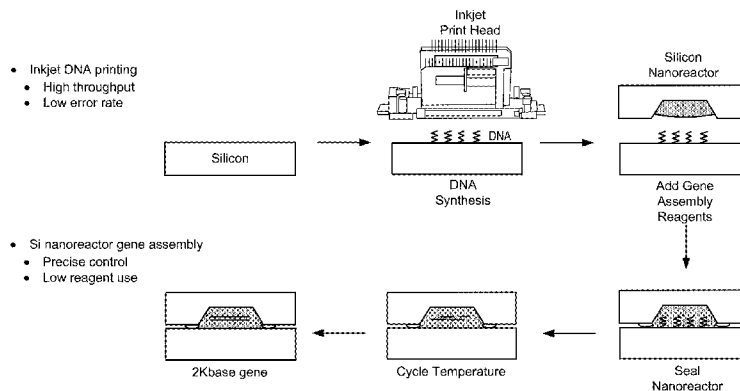 Inkjet
Print Head
• Inkjet DNA printing
• High throughput
• Low error rate
Silicon
Nanoreactor
Silicon
DNA
DNA
Synthesis
Add Gene
Assembly
Reagents
• Si nanoreactor gene assembly
• Precise control
• Low reagent use
2Kbase gene
Cycle Temperature
Seal
Nanoreactor